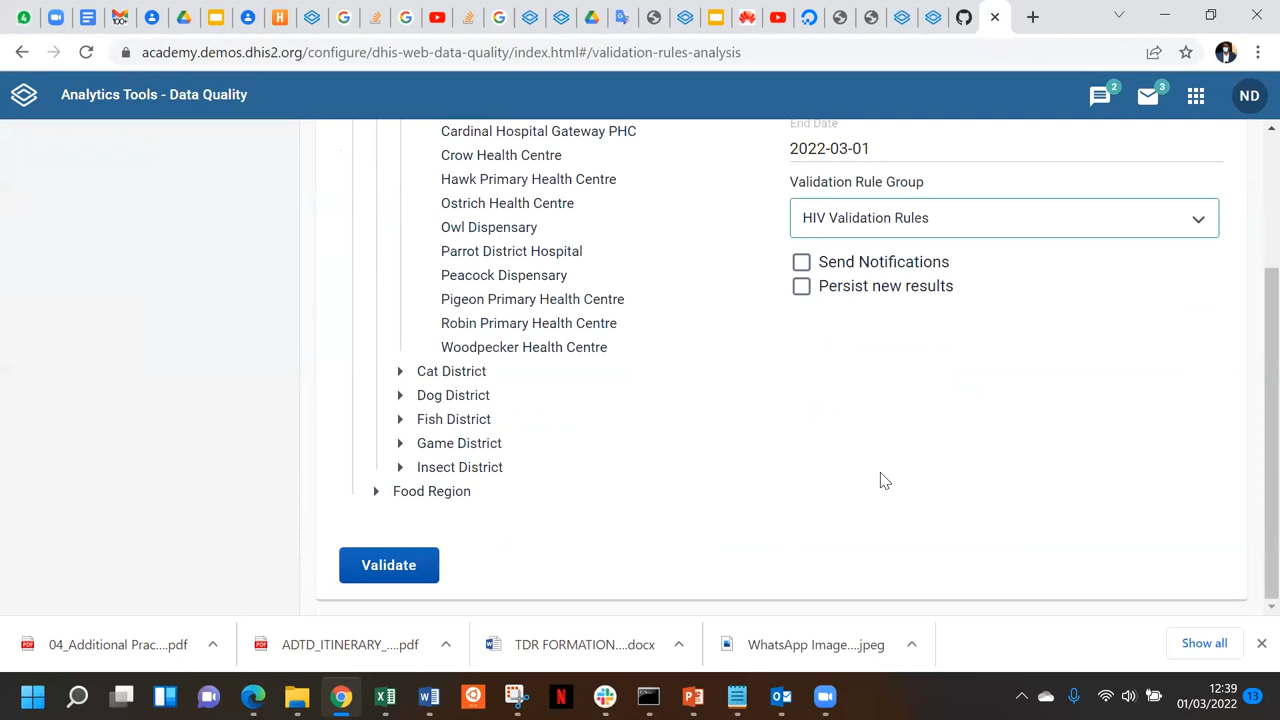 4
100+
H
academy.demos.dhis2.org/configure/dhis-web-data-quality/index.html#/validation-rules-analysis
Analytics Tools - Data Quality
2
3
ND
Cardinal Hospital Gateway PHC
Crow Health Centre
Hawk Primary Health Centre
Ostrich Health Centre
Owl Dispensary
Parrot District Hospital
Peacock Dispensary
Pigeon Primary Health Centre
Robin Primary Health Centre
Woodpecker Health Centre
Cat District
Dog District
Fish District
Game District
Insect District
Food Region
End Date
2022-03-01
Validation Rule Group
HIV Validation Rules
Send Notifications
Persist new results
Validate
04_Additional Prac....pdf
ADTD_ITINERARY_....pdf
TDR FORMATION....docx
WhatsApp Image....jpeg
Show all
12:39
01/03/2022
13